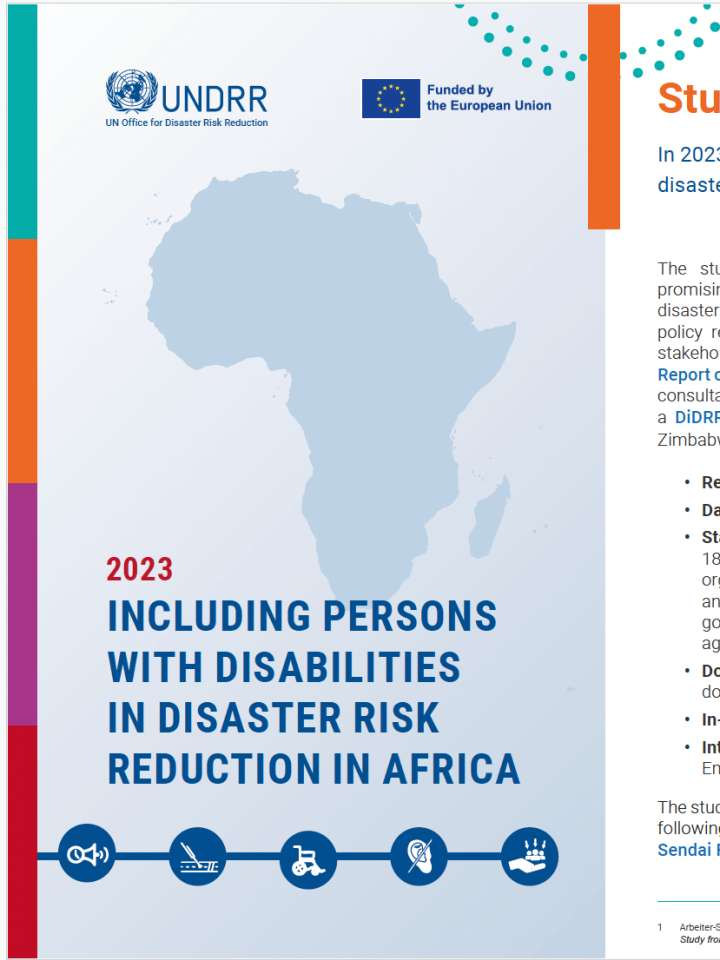 UNDRR
UN Office for Disaster Risk Reduction
Funded by
the European Union
2023
INCLUDING PERSONS
WITH DISABILITIES
IN DISASTER RISK
REDUCTION IN AFRICA
Stu
In 2023
disaste
The stu
promisin
disaster
policy re
stakeho
Report o
consulta
a DiDRR
Zimbabw
• Re
• Da
• Sta
18
org
an
go
ag
• Do
do
• In-
• Int
En
The stud
following
Sendai F
1 Arbeiter-S
Study fro